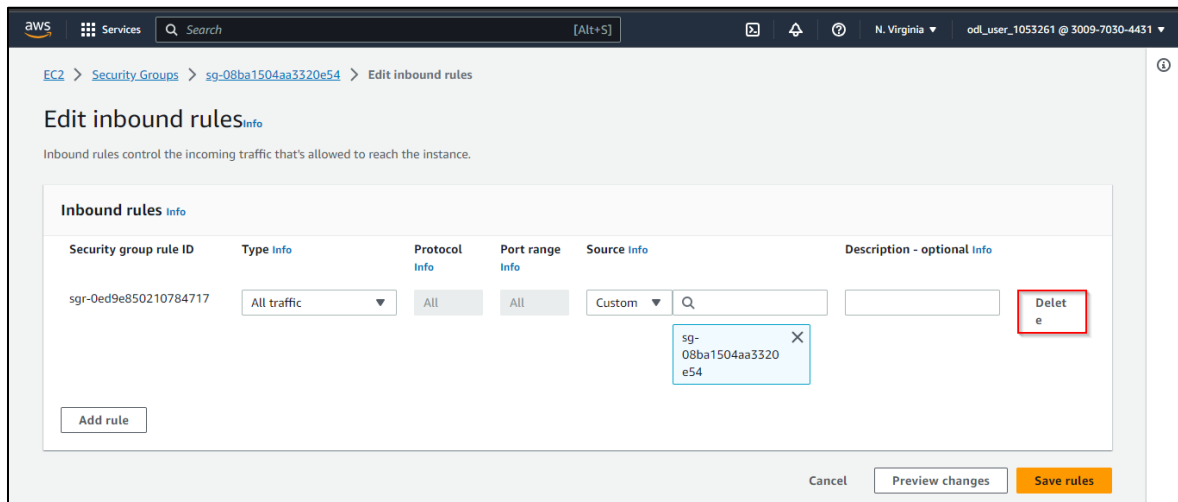 aws Services Search [Alt+S] N. Virginia ▼ odl_user_1053261 @ 3009-7030-4431 ▼
EC2 > Security Groups > sg-08ba1504aa3320e54 > Edit inbound rules
Edit inbound rules Info
Inbound rules control the incoming traffic that's allowed to reach the instance.
Inbound rules Info
Security group rule ID Type Info Protocol Port range Source Info Description - optional Info
Info Info
sgr-0ed9e850210784717 All traffic ▼ All All Custom ▼ Delet
e
sg-
08ba1504aa3320
e54
Add rule
Cancel Preview changes Save rules